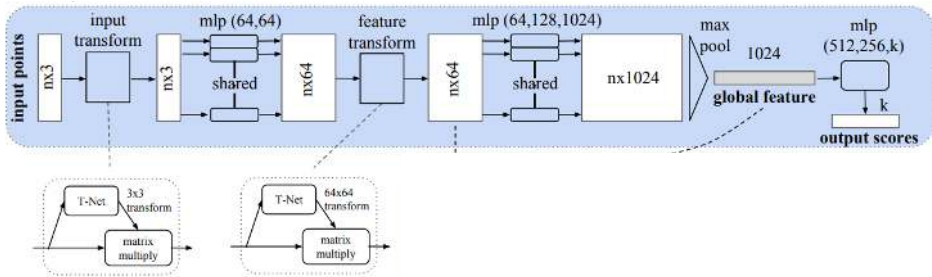 input points
nx3
input
transform
nx3
mlp (64,64)
shared
nx64
feature
transform
nx64
mlp (64,128,1024)
shared
nx1024
max
pool
1024
global feature
mlp
(512,256,k)
k
output scores
T-Net
3x3
transform
matrix
multiply
T-Net
64x64
transform
matrix
multiply